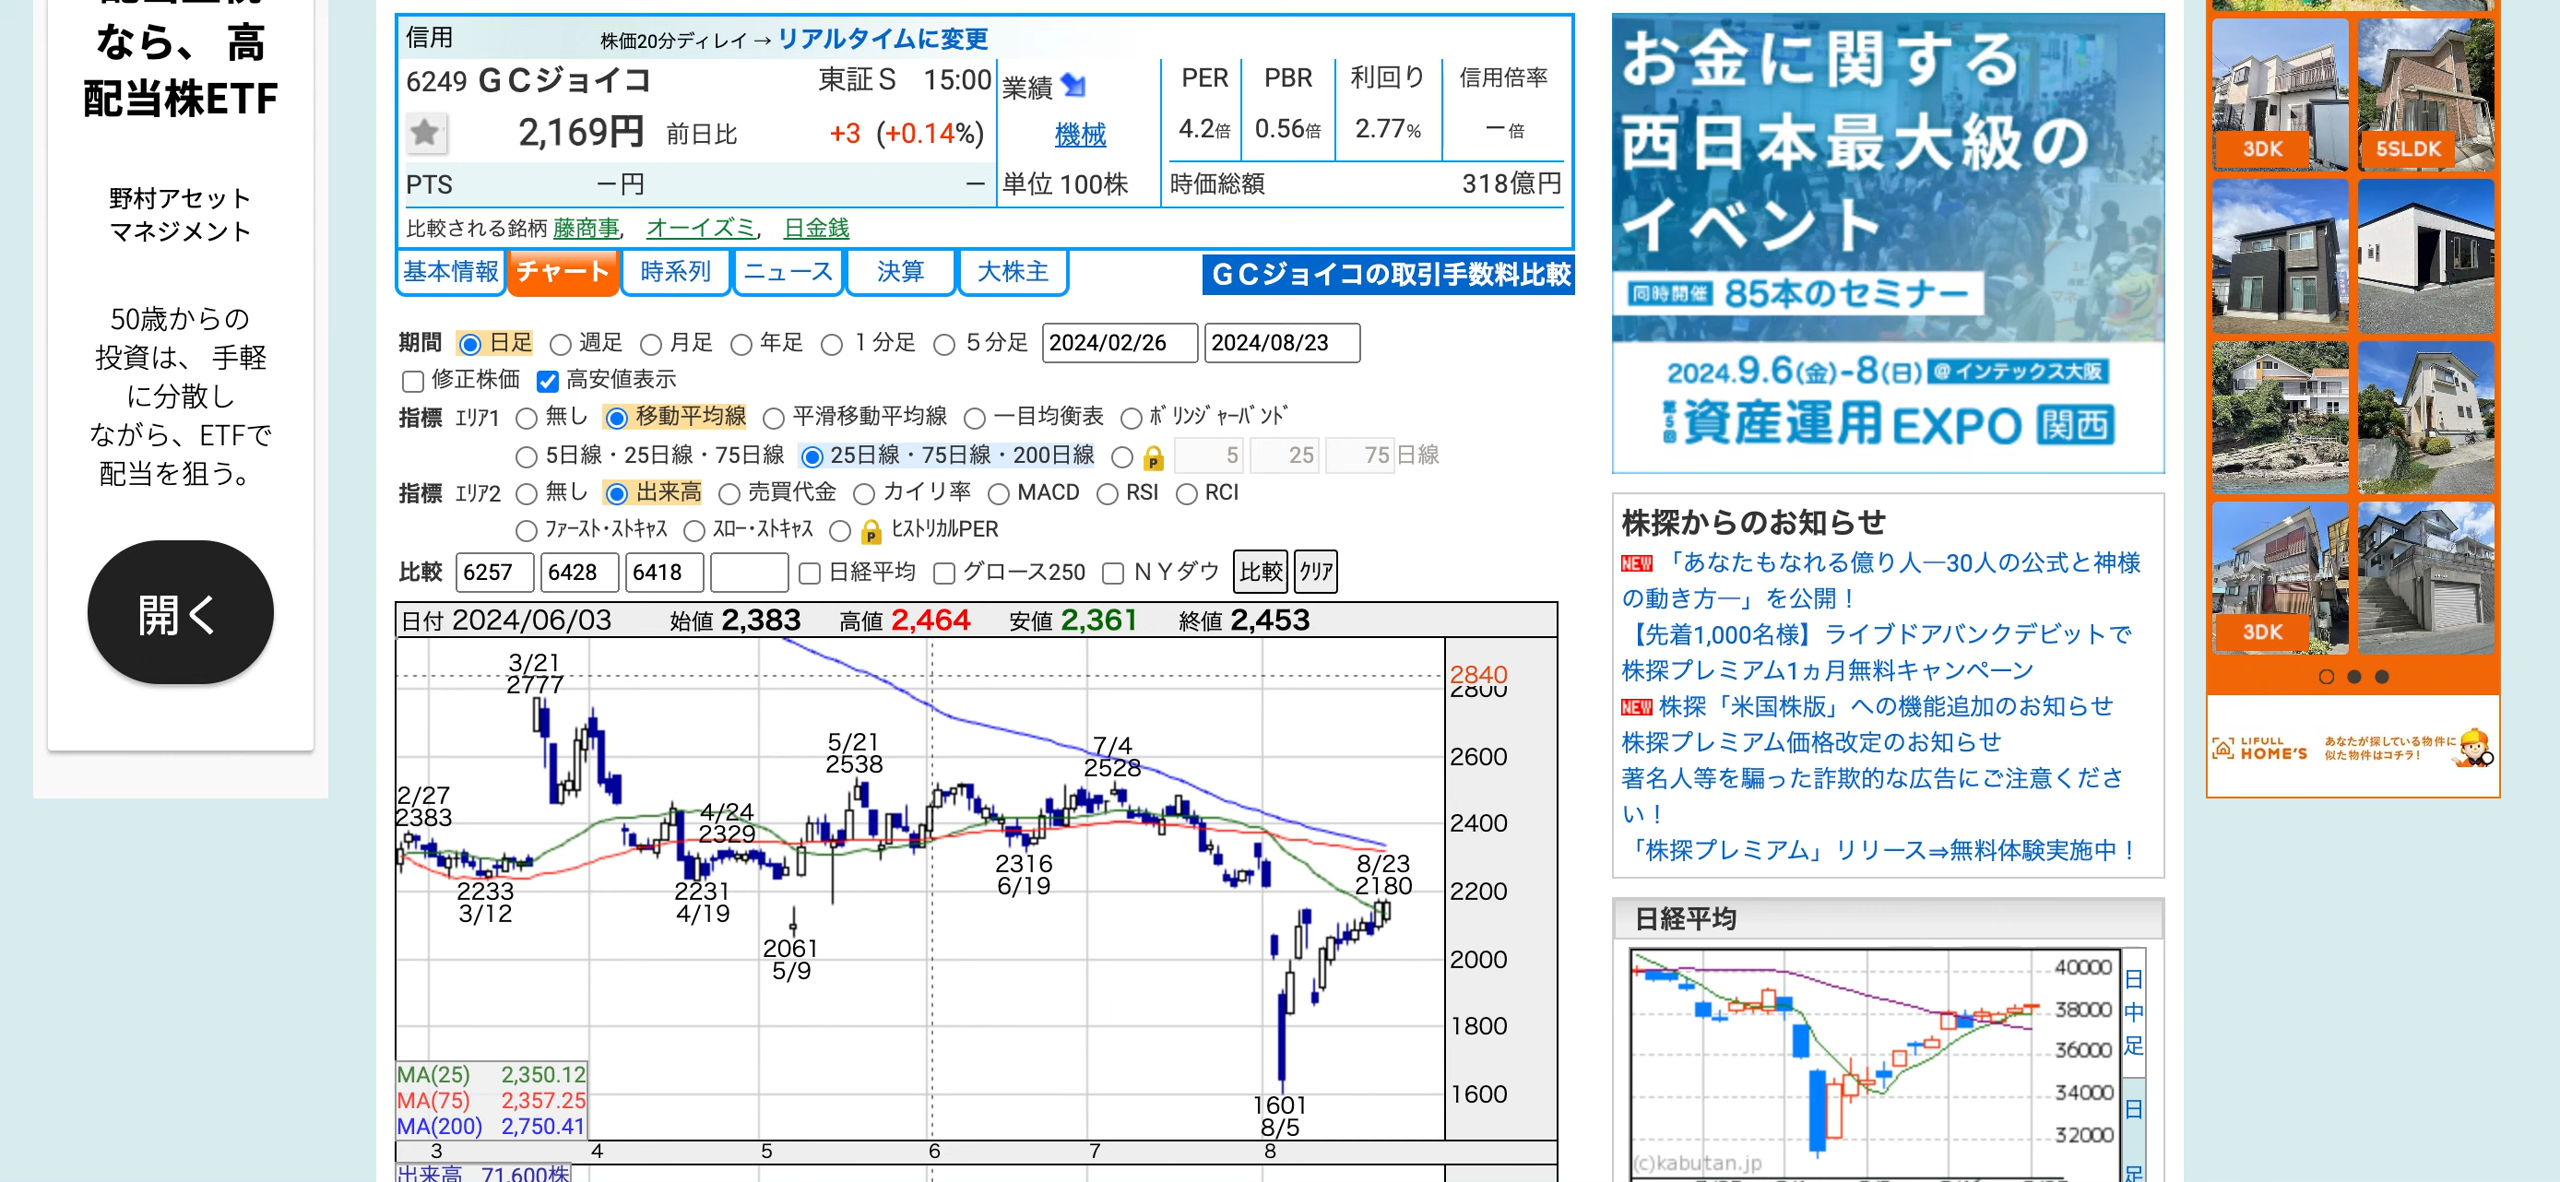 なら、 高
配当株ETF
野村アセット
マネジメント
50歳からの
投資は、 手軽
に分散し
ながら、ETFで
配当を狙う。
開く
信用 株価20分ディレイ → リアルタイムに変更
6249 ＧＣジョイコ 東証Ｓ 15:00
2,169円 前日比 +3 (+0.14%)
PTS －円 －
業績
機械
単位 100株
PER PBR 利回り 信用倍率
4.2倍 0.56倍 2.77% －倍
時価総額 318億円
比較される銘柄 藤商事, オーイズミ, 日金銭
基本情報 チャート 時系列 ニュース 決算 大株主
ＧＣジョイコの取引手数料比較
期間 日足 週足 月足 年足 １分足 ５分足 2024/02/26 2024/08/23
修正株価 高安値表示
指標 ｴﾘｱ1 無し 移動平均線 平滑移動平均線 一目均衡表 ﾎﾞﾘﾝｼﾞｬｰﾊﾞﾝﾄﾞ
5日線・25日線・75日線 25日線・75日線・200日線 P 5 25 75 日線
指標 ｴﾘｱ2 無し 出来高 売買代金 カイリ率 MACD RSI RCI
ﾌｧｰｽﾄ･ｽﾄｷｬｽ ｽﾛｰ･ｽﾄｷｬｽ P ﾋｽﾄﾘｶﾙPER
比較 6257 6428 6418 日経平均 グロース250 ＮＹダウ 比較 ｸﾘｱ
日付 2024/06/03 始値 2,383 高値 2,464 安値 2,361 終値 2,453
3/21
2777
2/27
2383
2233
3/12
4/24
2329
2231
4/19
2061
5/9
5/21
2538
2316
6/19
7/4
2528
1601
8/5
8/23
2180
2840
2800
2600
2400
2200
2000
1800
1600
MA(25) 2,350.12
MA(75) 2,357.25
MA(200) 2,750.41
3 4 5 6 7 8
出来高 71,600株
お金に関する
西日本最大級の
イベント
同時開催 85本のセミナー
2024.9.6(金)-8(日) @インテックス大阪
第5回 資産運用EXPO 関西
株探からのお知らせ
NEW 「あなたもなれる億り人―30人の公式と神様
の動き方―」を公開！
【先着1,000名様】ライブドアバンクデビットで
株探プレミアム1ヵ月無料キャンペーン
NEW 株探「米国株版」への機能追加のお知らせ
株探プレミアム価格改定のお知らせ
著名人等を騙った詐欺的な広告にご注意くださ
い！
「株探プレミアム」リリース⇒無料体験実施中！
日経平均
40000
38000
36000
34000
32000
(c)kabutan.jp
日
中
足
日
足
3DK
5SLDK
3DK
LIFULL
HOME'S
あなたが探している物件に
似た物件はコチラ！